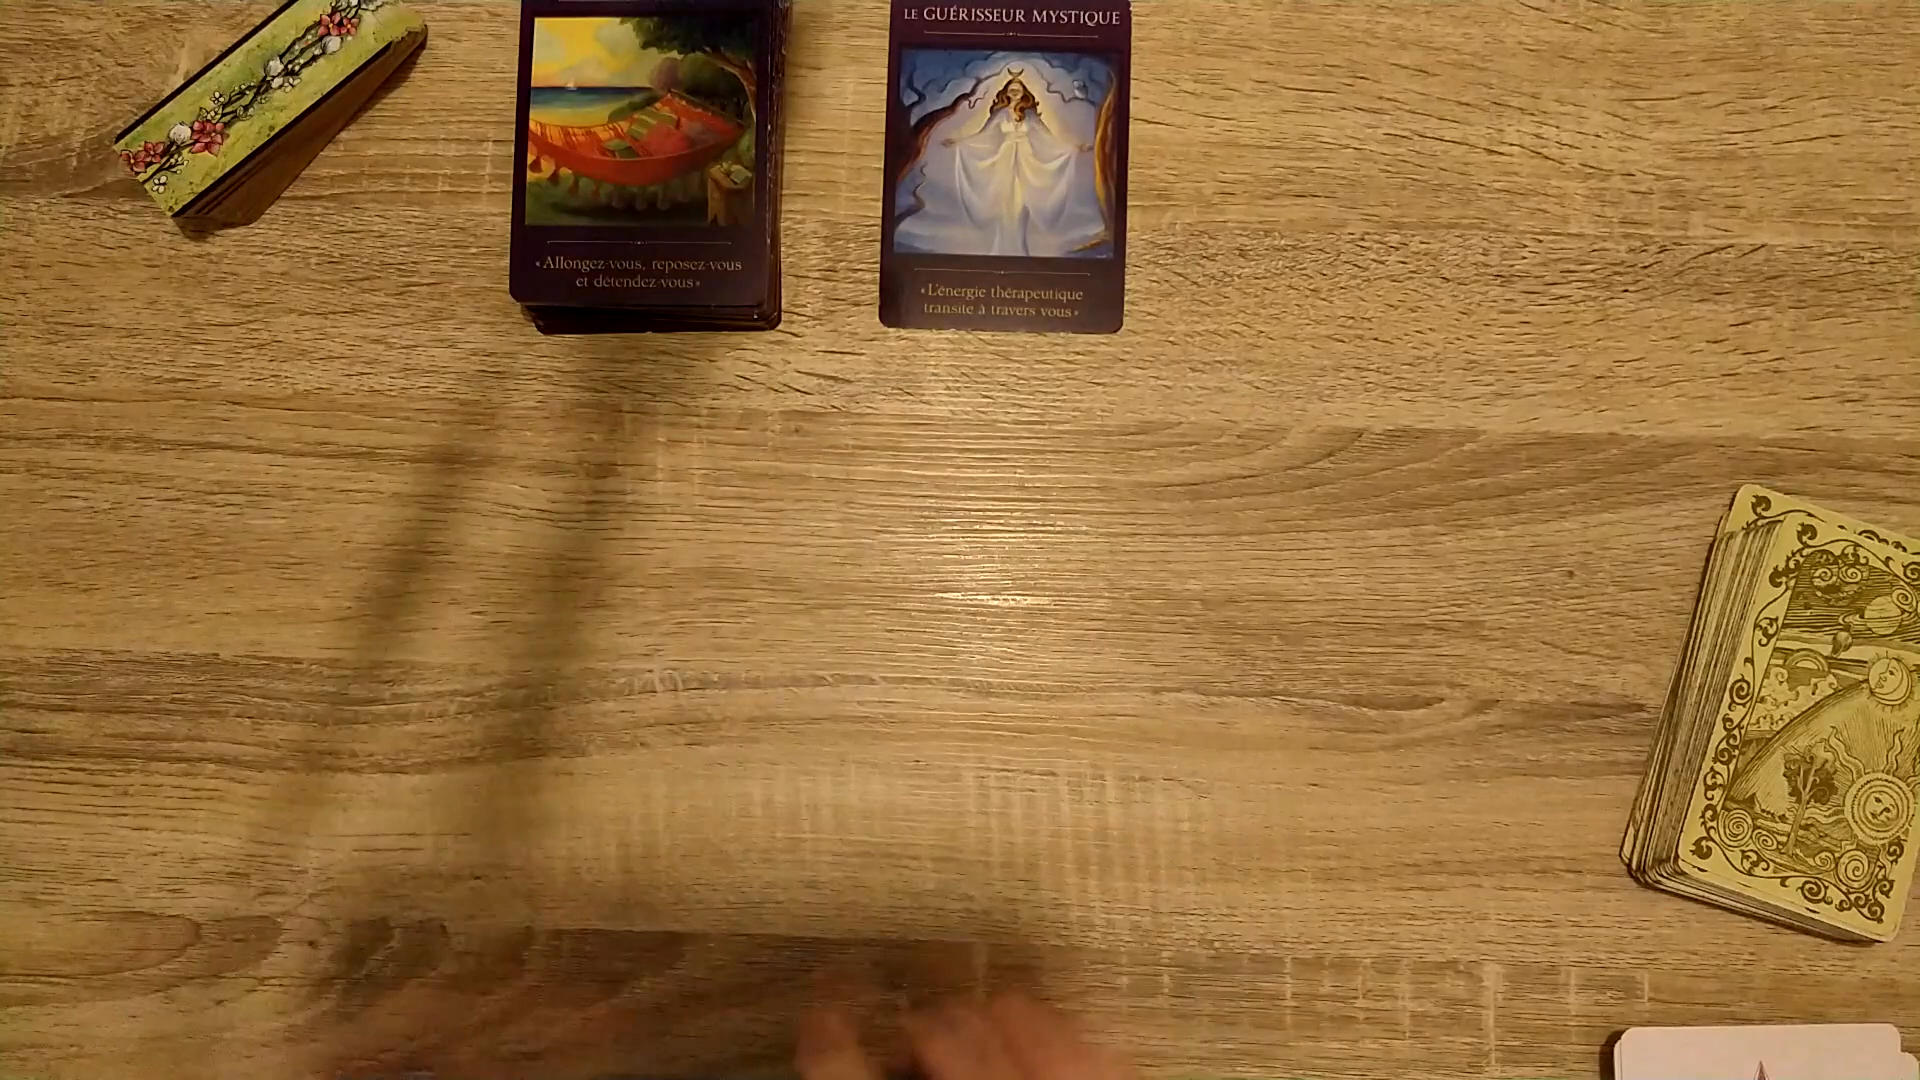 « Allongez-vous, reposez-vous
et détendez-vous »
LE GUÉRISSEUR MYSTIQUE
« L'énergie thérapeutique
transite à travers vous »